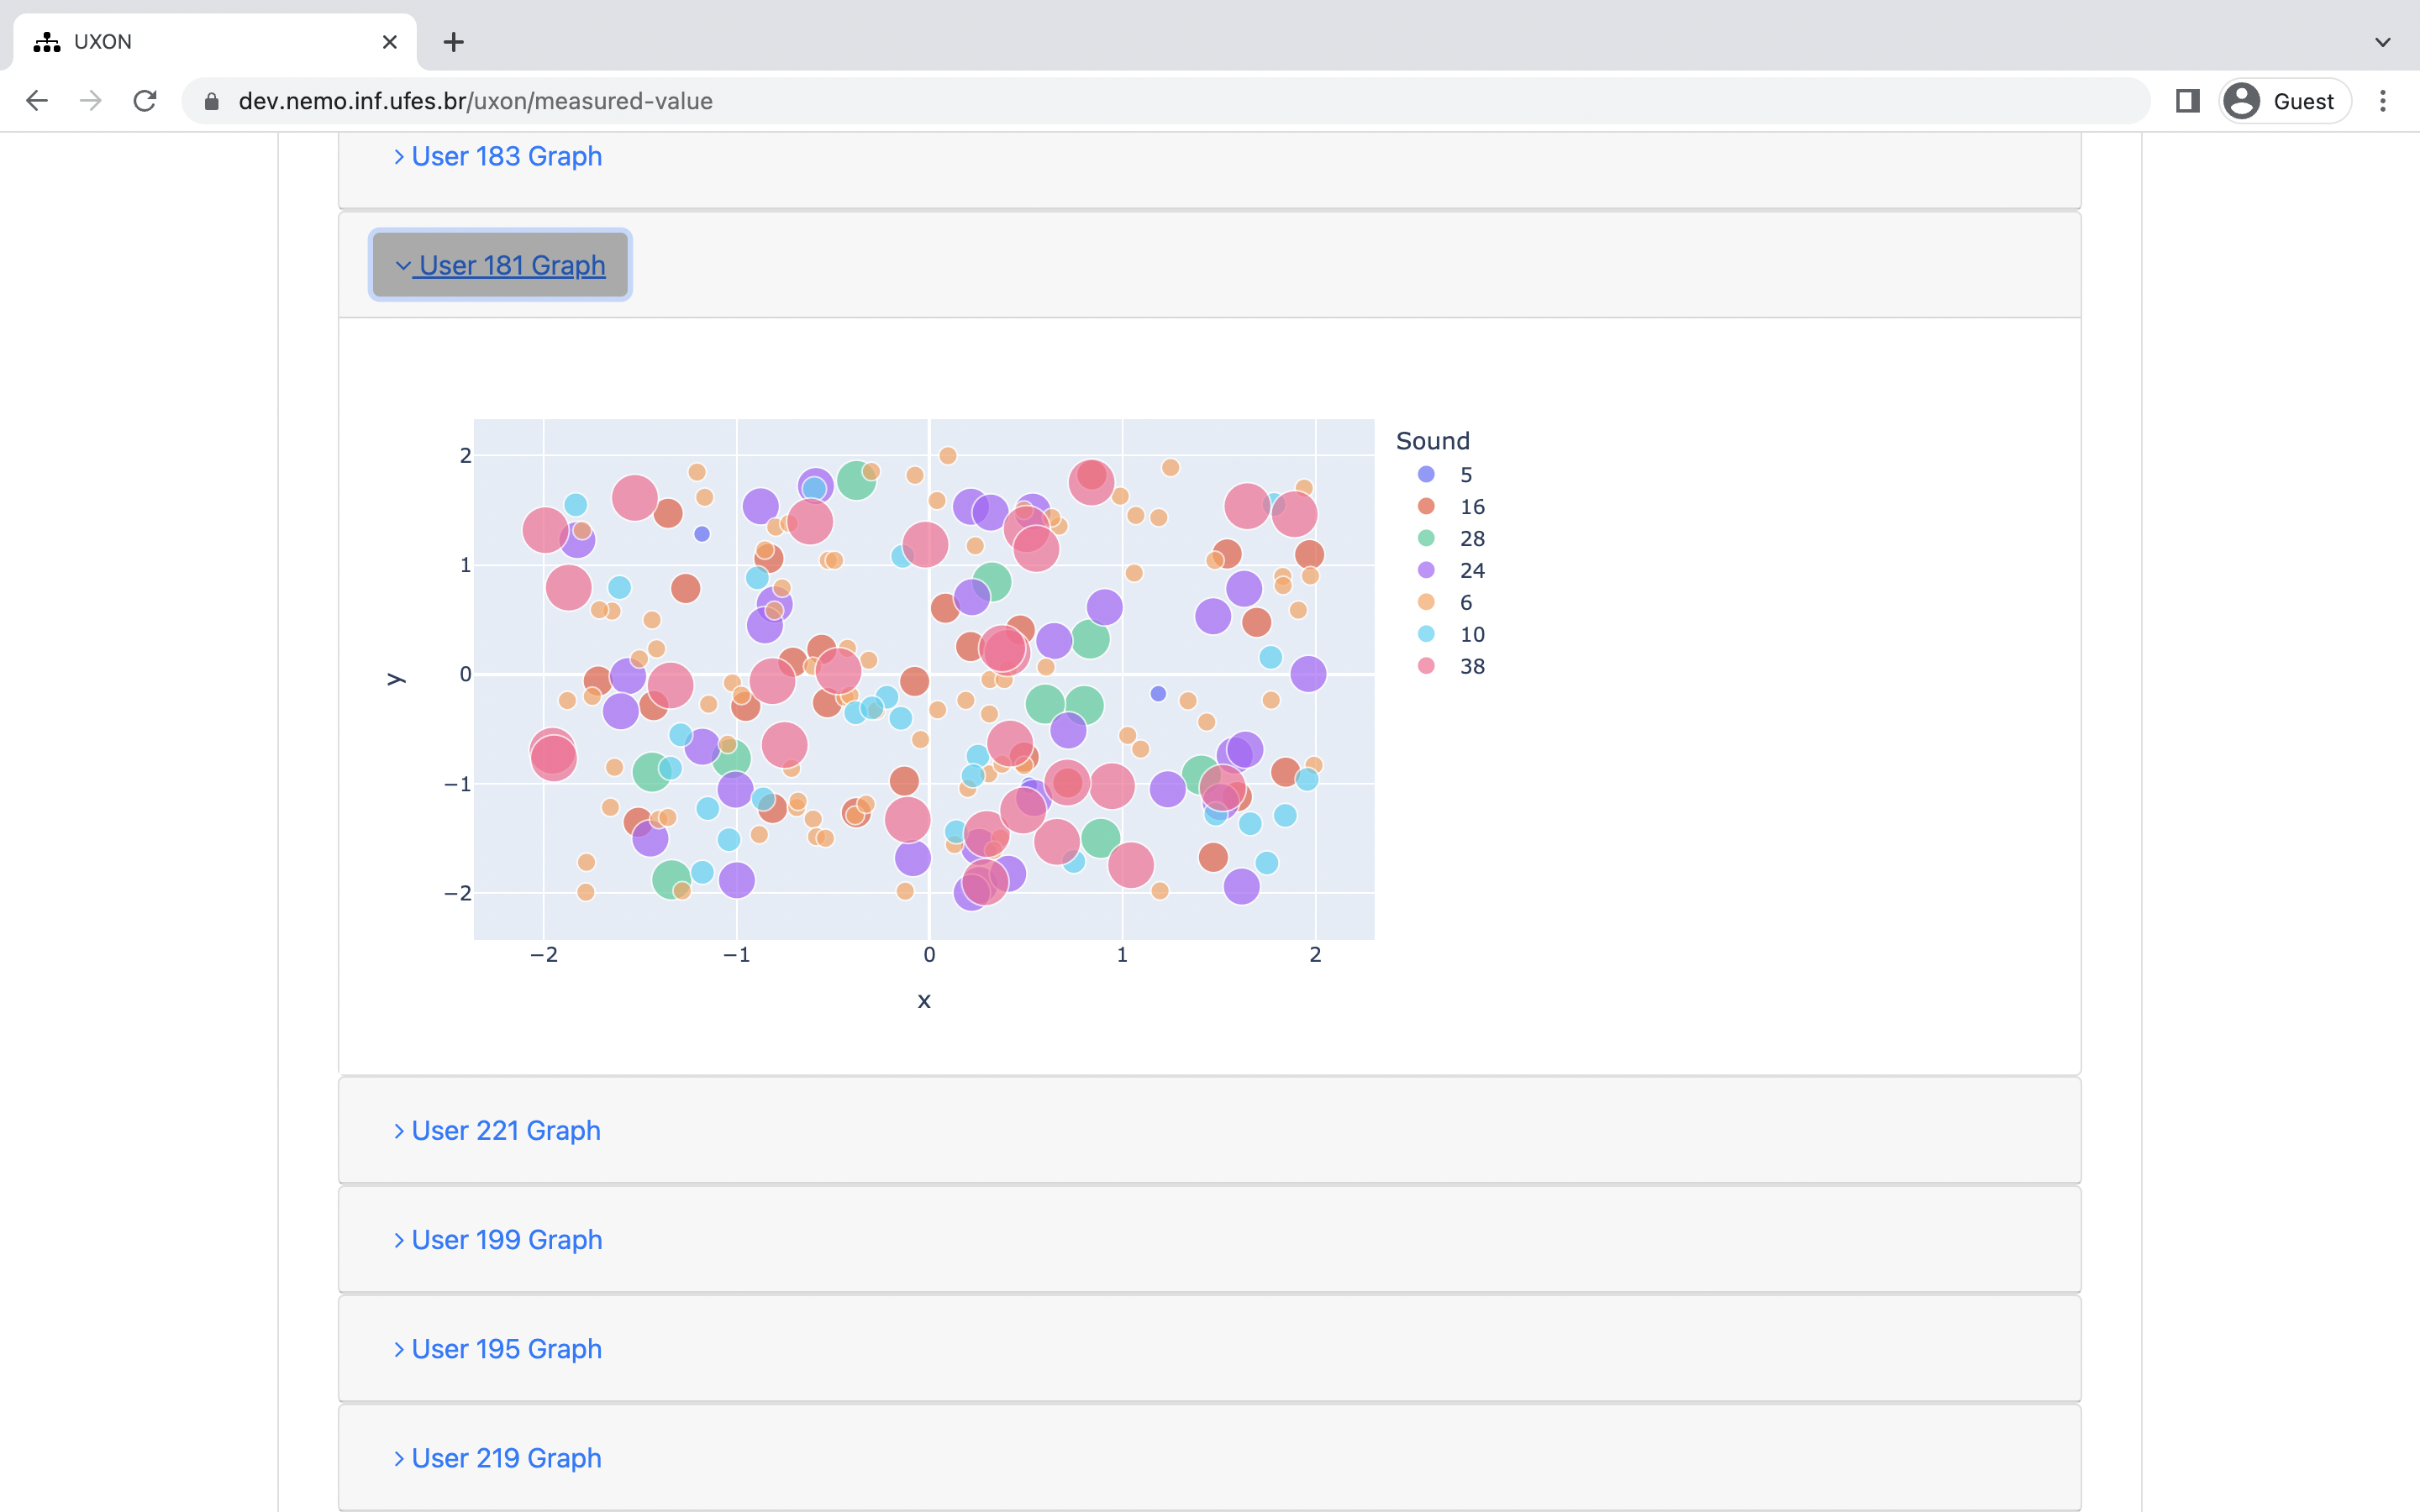 UXON
dev.nemo.inf.ufes.br/uxon/measured-value
Guest
User 183 Graph
User 181 Graph
Sound
5
16
28
24
6
10
38
2
1
0
−1
−2
y
−2
−1
0
1
2
x
User 221 Graph
User 199 Graph
User 195 Graph
User 219 Graph